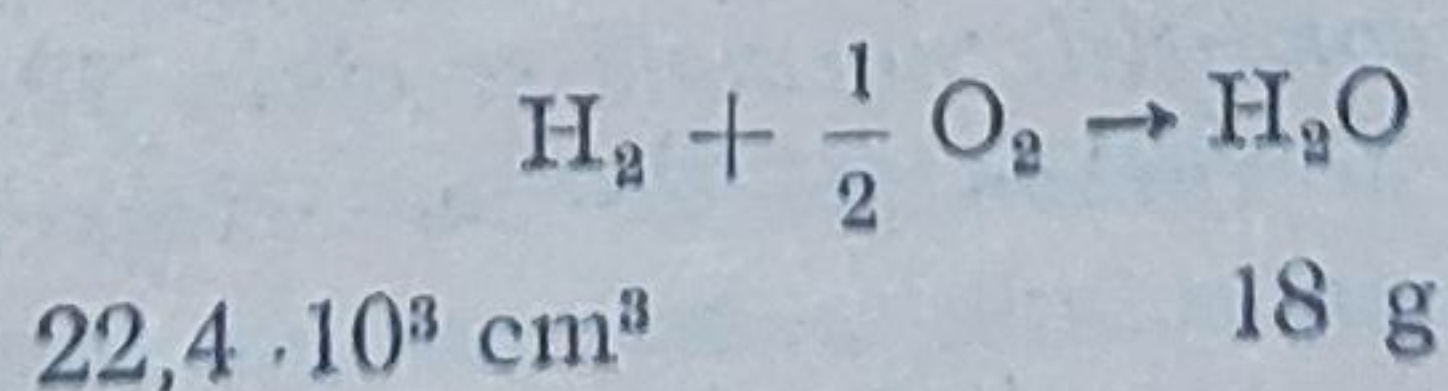 H₂ + 1/2 O₂ → H₂O
22,4 · 10³ cm³ 18 g